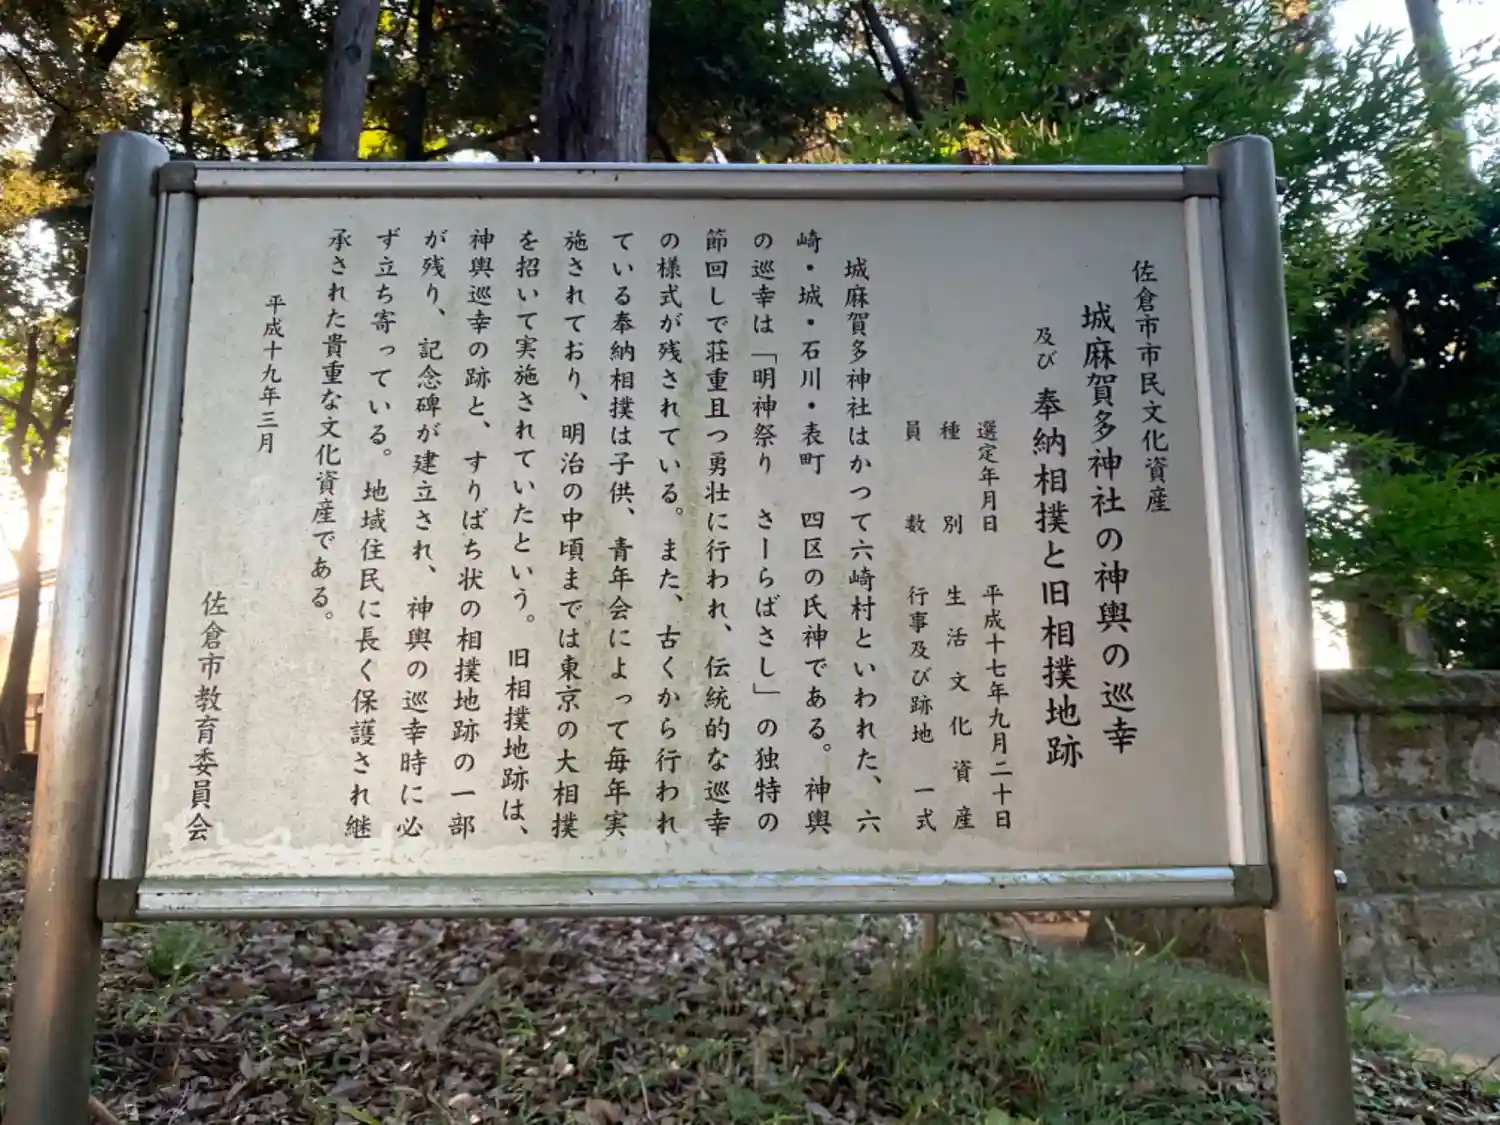 佐倉市市民文化資産
城麻賀多神社の神輿の巡幸
及び 奉納相撲と旧相撲地跡
選定年月日 平成十七年九月二十日
種別 生活文化資産
員数 行事及び跡地 一式
城麻賀多神社はかつて六崎村といわれた、六
崎・城・石川・表町 四区の氏神である。神輿
の巡幸は「明神祭り さーらばさし」の独特の
節回しで荘重且つ勇壮に行われ、伝統的な巡幸
の様式が残されている。また、古くから行われ
ている奉納相撲は子供、青年会によって毎年実
施されており、明治の中頃までは東京の大相撲
を招いて実施されていたという。旧相撲地跡は、
神輿巡幸の跡と、すりばち状の相撲地跡の一部
が残り、記念碑が建立され、神輿の巡幸時に必
ず立ち寄っている。地域住民に長く保護され継
承された貴重な文化資産である。
平成十九年三月
佐倉市教育委員会